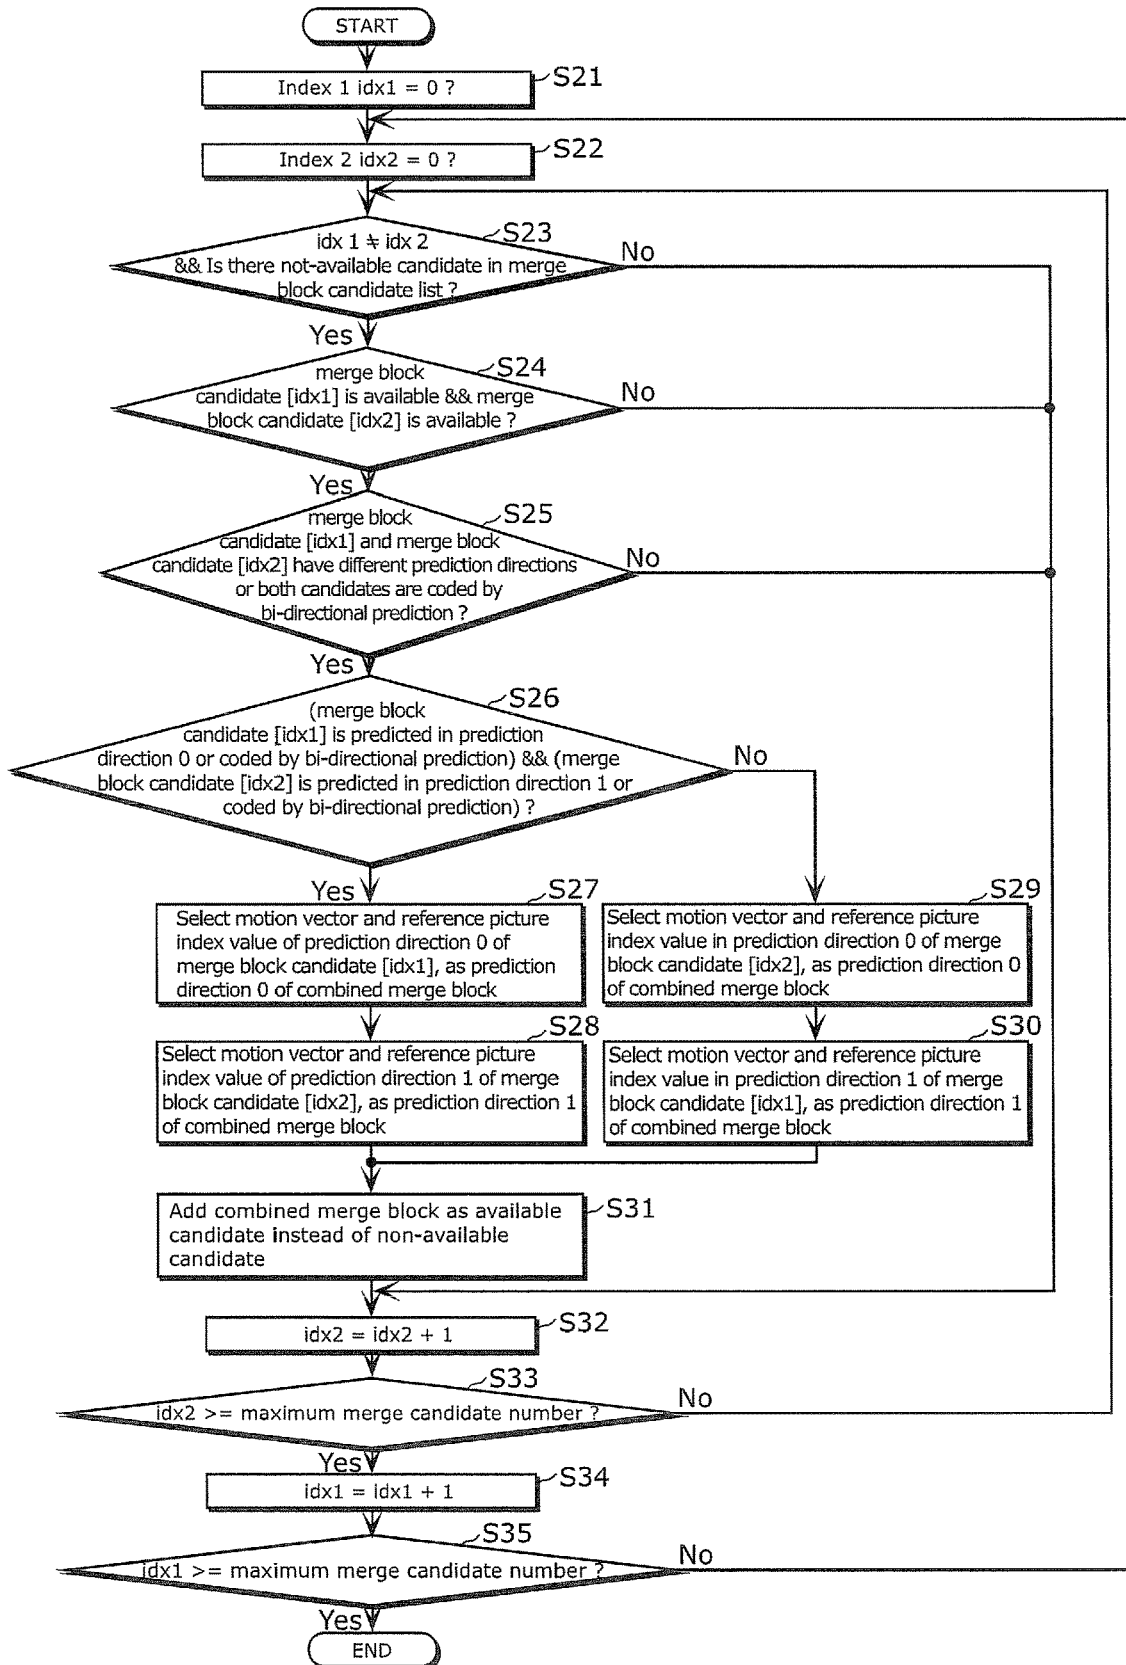 START
Index 1 idx1 = 0 ?
S21
Index 2 idx2 = 0 ?
S22
S23
idx 1 ≒ idx 2
&& Is there not-available candidate in merge
block candidate list ?
No
Yes
S24
merge block
candidate [idx1] is available && merge
block candidate [idx2] is available ?
No
Yes
S25
merge block
candidate [idx1] and merge block
candidate [idx2] have different prediction directions
or both candidates are coded by
bi-directional prediction ?
No
Yes
S26
(merge block
candidate [idx1] is predicted in prediction
direction 0 or coded by bi-directional prediction) && (merge
block candidate [idx2] is predicted in prediction direction 1 or
coded by bi-directional prediction) ?
No
Yes
S27
Select motion vector and reference picture
index value of prediction direction 0 of
merge block candidate [idx1], as prediction
direction 0 of combined merge block
S29
Select motion vector and reference picture
index value in prediction direction 0 of merge
block candidate [idx2], as prediction direction 0
of combined merge block
S28
Select motion vector and reference picture
index value of prediction direction 1 of merge
block candidate [idx2], as prediction direction 1
of combined merge block
S30
Select motion vector and reference picture
index value in prediction direction 1 of merge
block candidate [idx1], as prediction direction 1
of combined merge block
S31
Add combined merge block as available
candidate instead of non-available
candidate
idx2 = idx2 + 1
S32
S33
idx2 >= maximum merge candidate number ?
No
Yes
idx1 = idx1 + 1
S34
S35
idx1 >= maximum merge candidate number ?
No
Yes
END